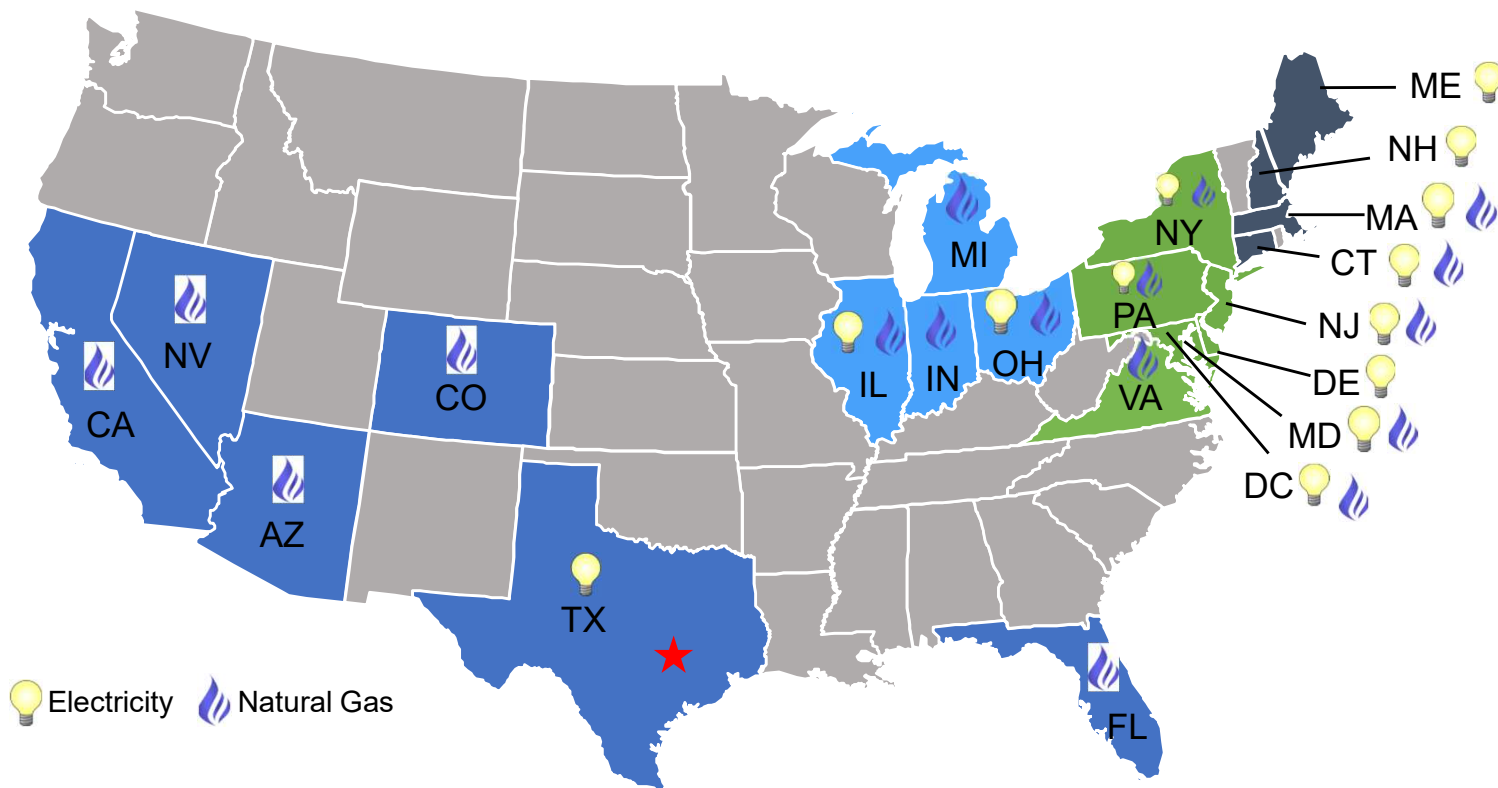 ME
NH
MA
NY
CT
MI
PA
NJ
NV
OH
IL
IN
DE
CO
VA
CA
MD
DC
AZ
TX
Electricity
Natural Gas
FL